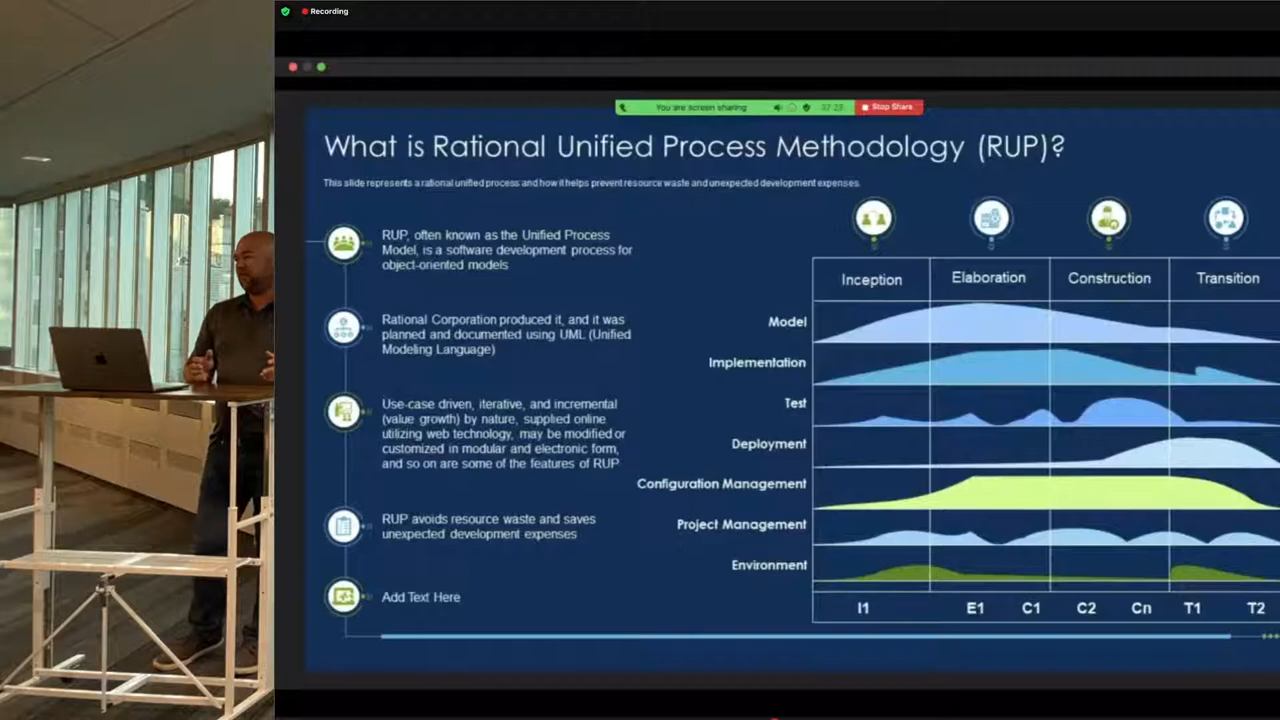 Recording
You are screen sharing
Stop Share
What is Rational Unified Process Methodology (RUP)?
This slide represents a rational unified process and how it helps prevent resource waste and unexpected development expenses.
RUP, often known as the Unified Process
Model, is a software development process for
object-oriented models
Rational Corporation produced it, and it was
planned and documented using UML (Unified
Modeling Language)
Use-case driven, iterative, and incremental
(value growth) by nature, supplied online
utilizing web technology, may be modified or
customized in modular and electronic form,
and so on are some of the features of RUP
RUP avoids resource waste and saves
unexpected development expenses
Add Text Here
Inception Elaboration Construction Transition
Model
Implementation
Test
Deployment
Configuration Management
Project Management
Environment
I1 E1 C1 C2 Cn T1 T2